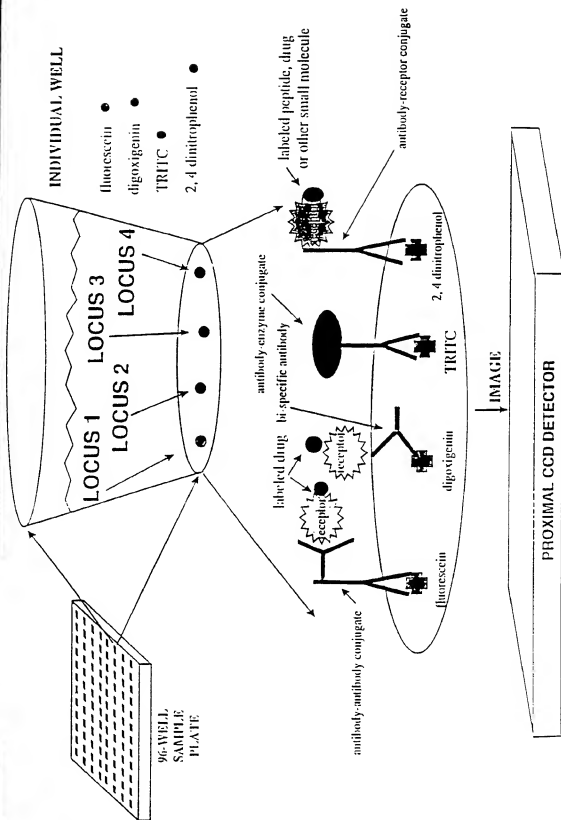 INDIVIDUAL WELL
fluorescein
digoxigenin
TRITC
2, 4 dinitrophenol
LOCUS 1
LOCUS 2
LOCUS 3
LOCUS 4
96-WELL
SAMPLE
PLATE
labeled peptide, drug
or other small molecule
antibody-receptor conjugate
antibody-enzyme conjugate
bi-specific antibody
labeled drug
receptor
receptor
antibody-antibody conjugate
fluorescein
digoxigenin
TRITC
2, 4 dinitrophenol
IMAGE
PROXIMAL CCD DETECTOR